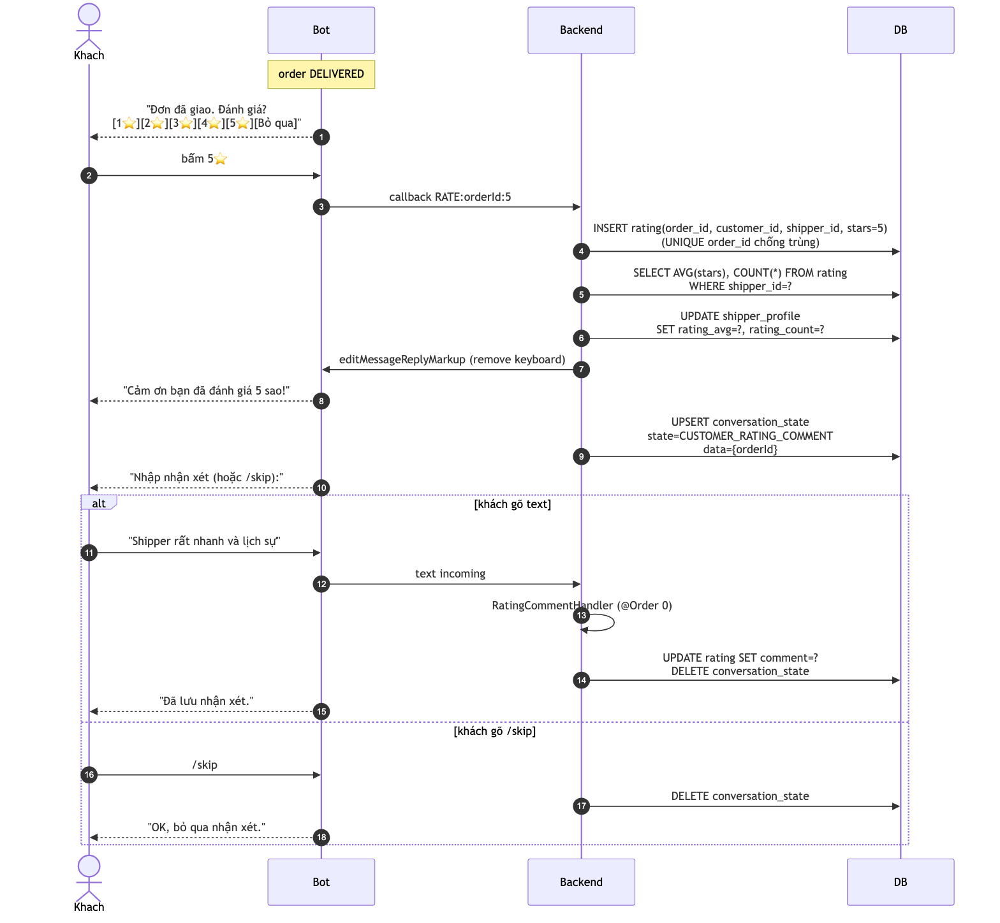 Khach
Bot
Backend
DB
order DELIVERED
"Đơn đã giao. Đánh giá?
[1⭐][2⭐][3⭐][4⭐][5⭐][Bỏ qua]"
1
bấm 5⭐
2
callback RATE:orderId:5
3
INSERT rating(order_id, customer_id, shipper_id, stars=5)
(UNIQUE order_id chống trùng)
4
SELECT AVG(stars), COUNT(*) FROM rating
WHERE shipper_id=?
5
UPDATE shipper_profile
SET rating_avg=?, rating_count=?
6
editMessageReplyMarkup (remove keyboard)
7
"Cảm ơn bạn đã đánh giá 5 sao!"
8
UPSERT conversation_state
state=CUSTOMER_RATING_COMMENT
data={orderId}
9
"Nhập nhận xét (hoặc /skip):"
10
alt
[khách gõ text]
"Shipper rất nhanh và lịch sự"
11
text incoming
12
RatingCommentHandler (@Order 0)
13
UPDATE rating SET comment=?
DELETE conversation_state
14
"Đã lưu nhận xét."
15
[khách gõ /skip]
/skip
16
DELETE conversation_state
17
"OK, bỏ qua nhận xét."
18
Khach
Bot
Backend
DB